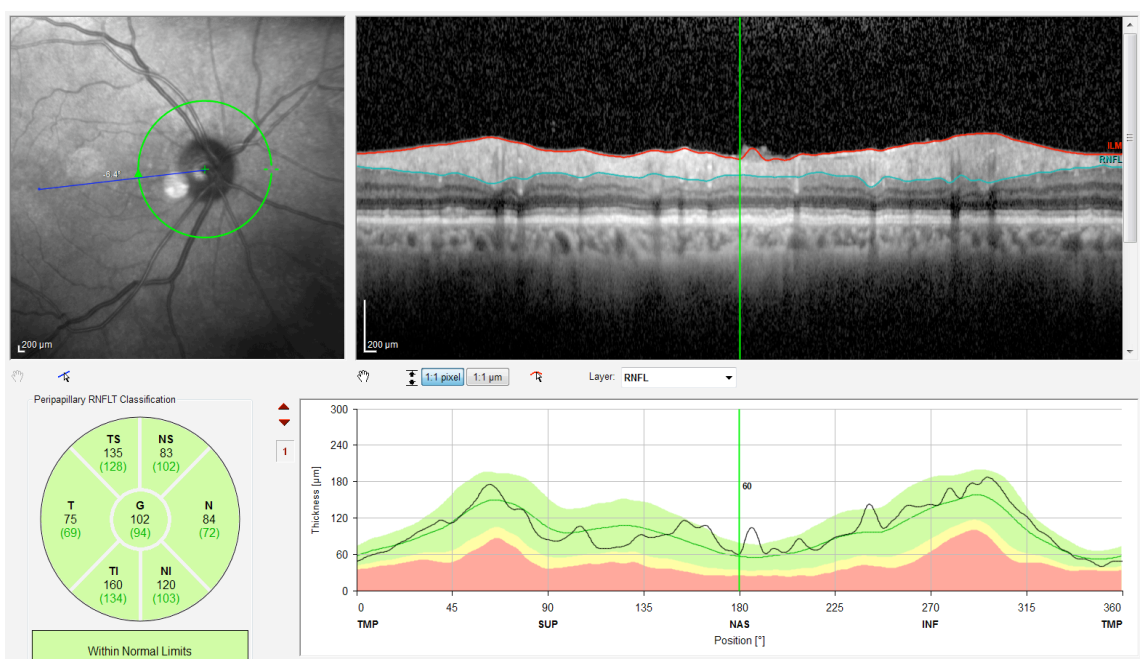 -6.4°
200 µm
ILM
RNFL
200 µm
1:1 pixel
1:1 µm
Layer:
RNFL
Peripapillary RNFLT Classification
TS
135
(128)
NS
83
(102)
T
75
(69)
G
102
(94)
N
84
(72)
TI
160
(134)
NI
120
(103)
Within Normal Limits
1
Thickness [µm]
300
240
180
120
60
0
60
0 45 90 135 180 225 270 315 360
TMP SUP NAS INF TMP
Position [°]